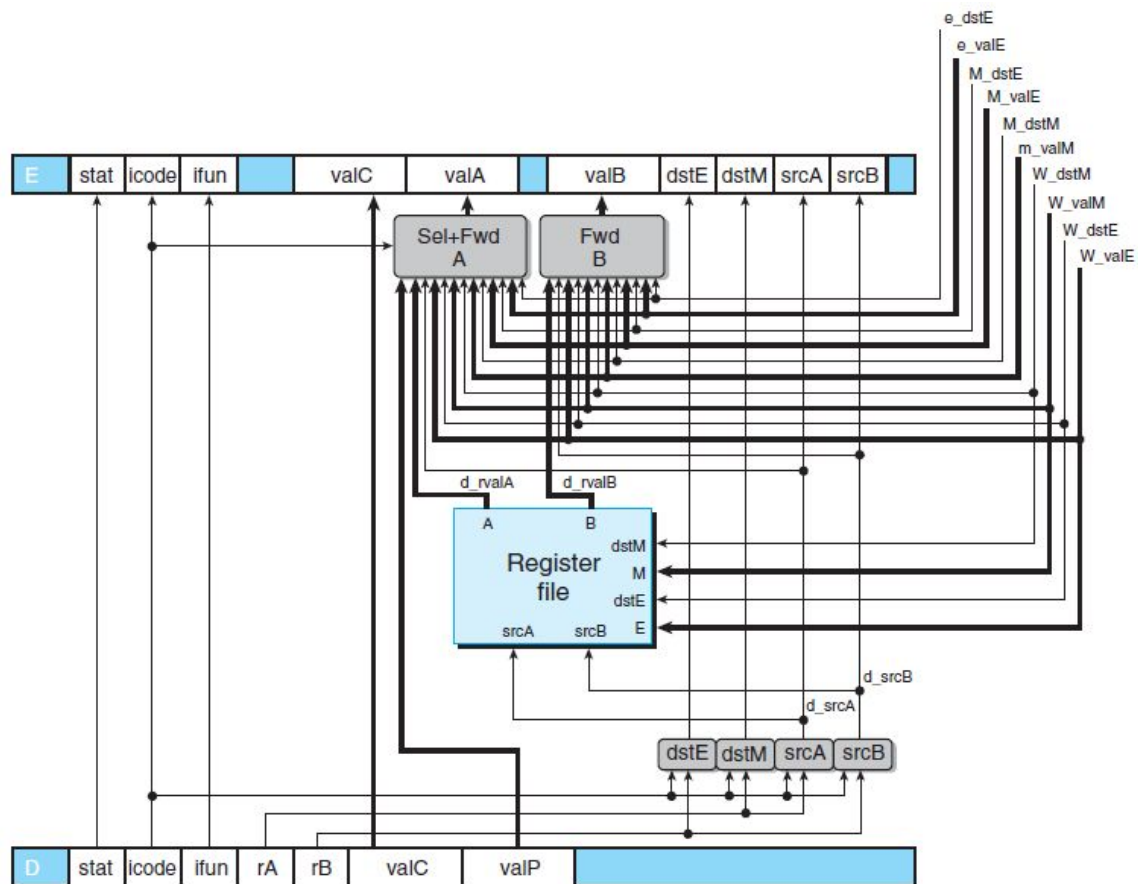 e_dstE
e_valE
M_dstE
M_valE
M_dstM
m_valM
W_dstM
W_valM
W_dstE
W_valE
E stat icode ifun valC valA valB dstE dstM srcA srcB
Sel+Fwd
A
Fwd
B
d_rvalA
d_rvalB
A B
dstM
Register
file
M
dstE
E
srcA srcB
d_srcB
d_srcA
dstE dstM srcA srcB
D stat icode ifun rA rB valC valP